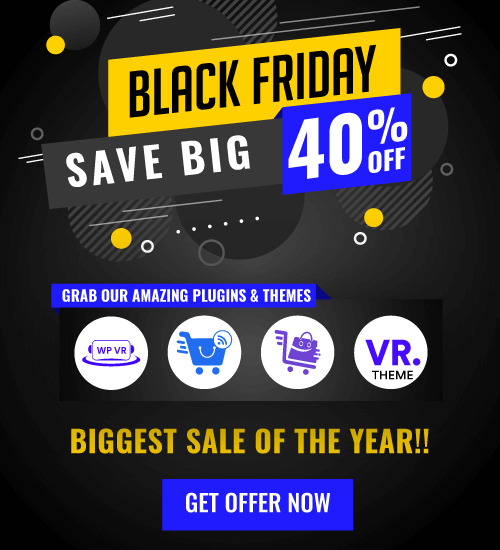 BLACK FRIDAY
SAVE BIG
40%
OFF
GRAB OUR AMAZING PLUGINS & THEMES
WP VR
VR.
THEME
BIGGEST SALE OF THE YEAR!!
GET OFFER NOW